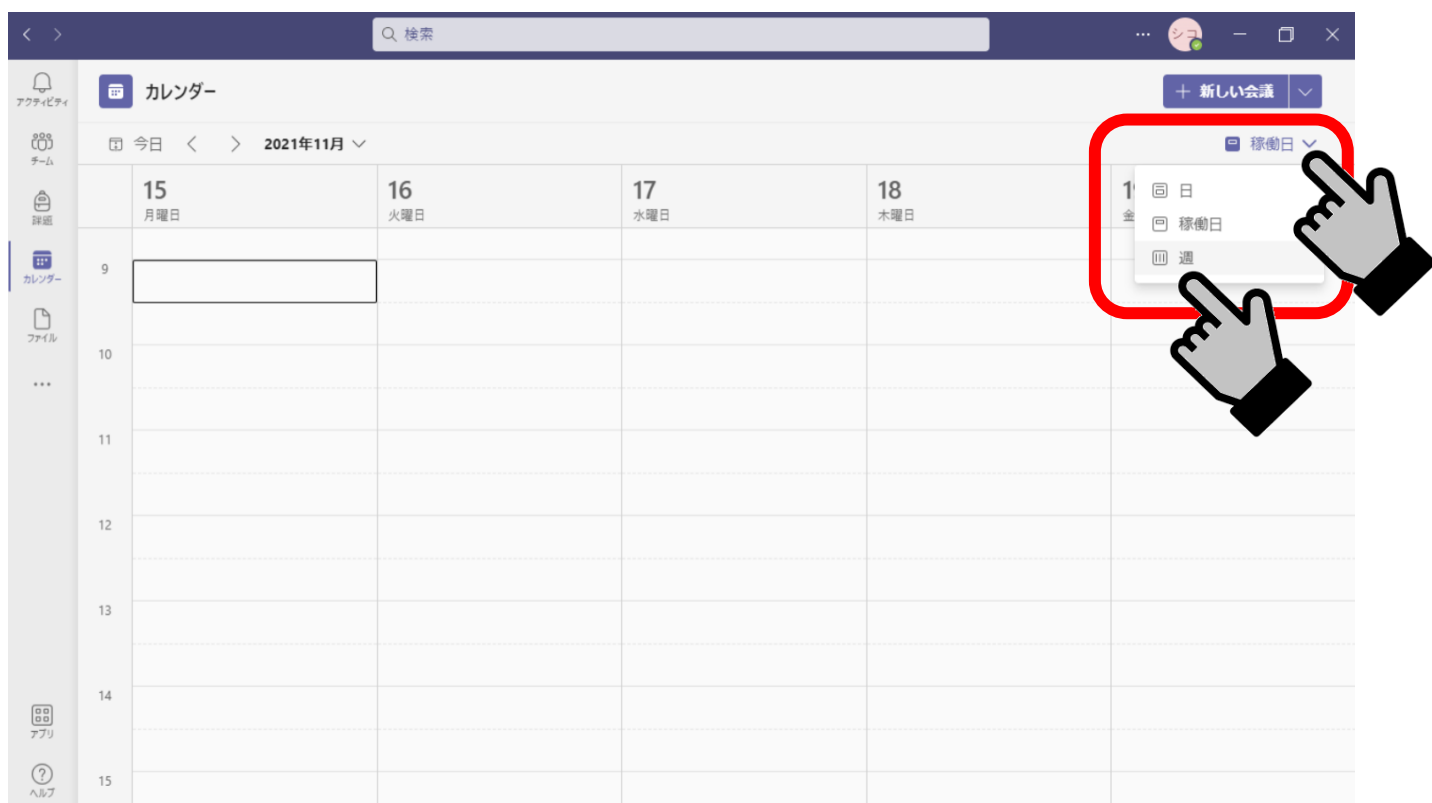 検索
シコ
アクティビティ
カレンダー
+ 新しい会議
チーム
今日
2021年11月
稼働日
課題
15
16
17
18
月曜日
火曜日
水曜日
木曜日
日
稼働日
週
カレンダー
9
ファイル
10
11
12
13
14
アプリ
15
ヘルプ